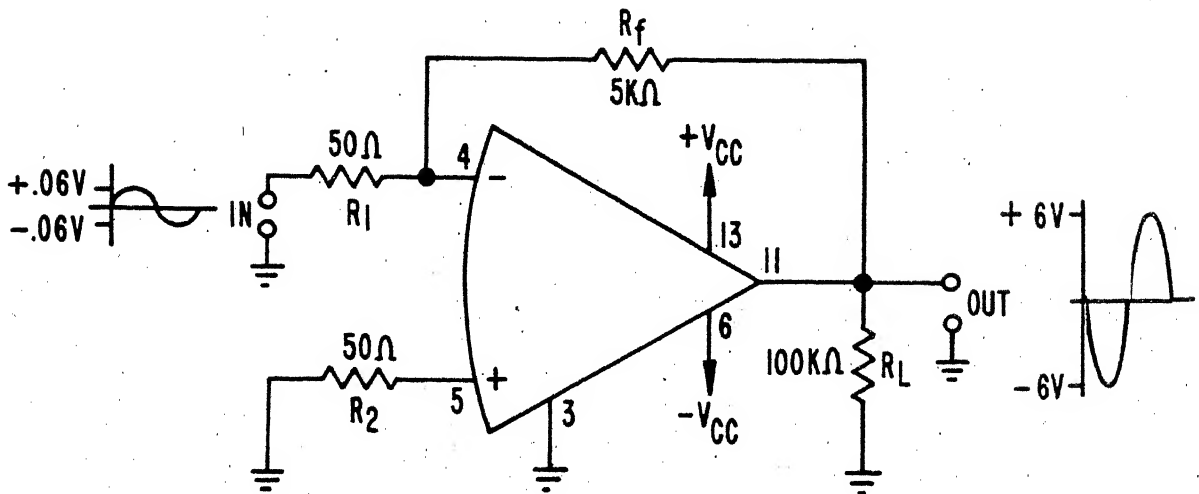 Rf
5KΩ
50Ω
R1
+.06V
-.06V
IN
4
-
+VCC
13
11
+ 6V
OUT
-6V
6
-VCC
100KΩ
RL
50Ω
R2
5
+
3